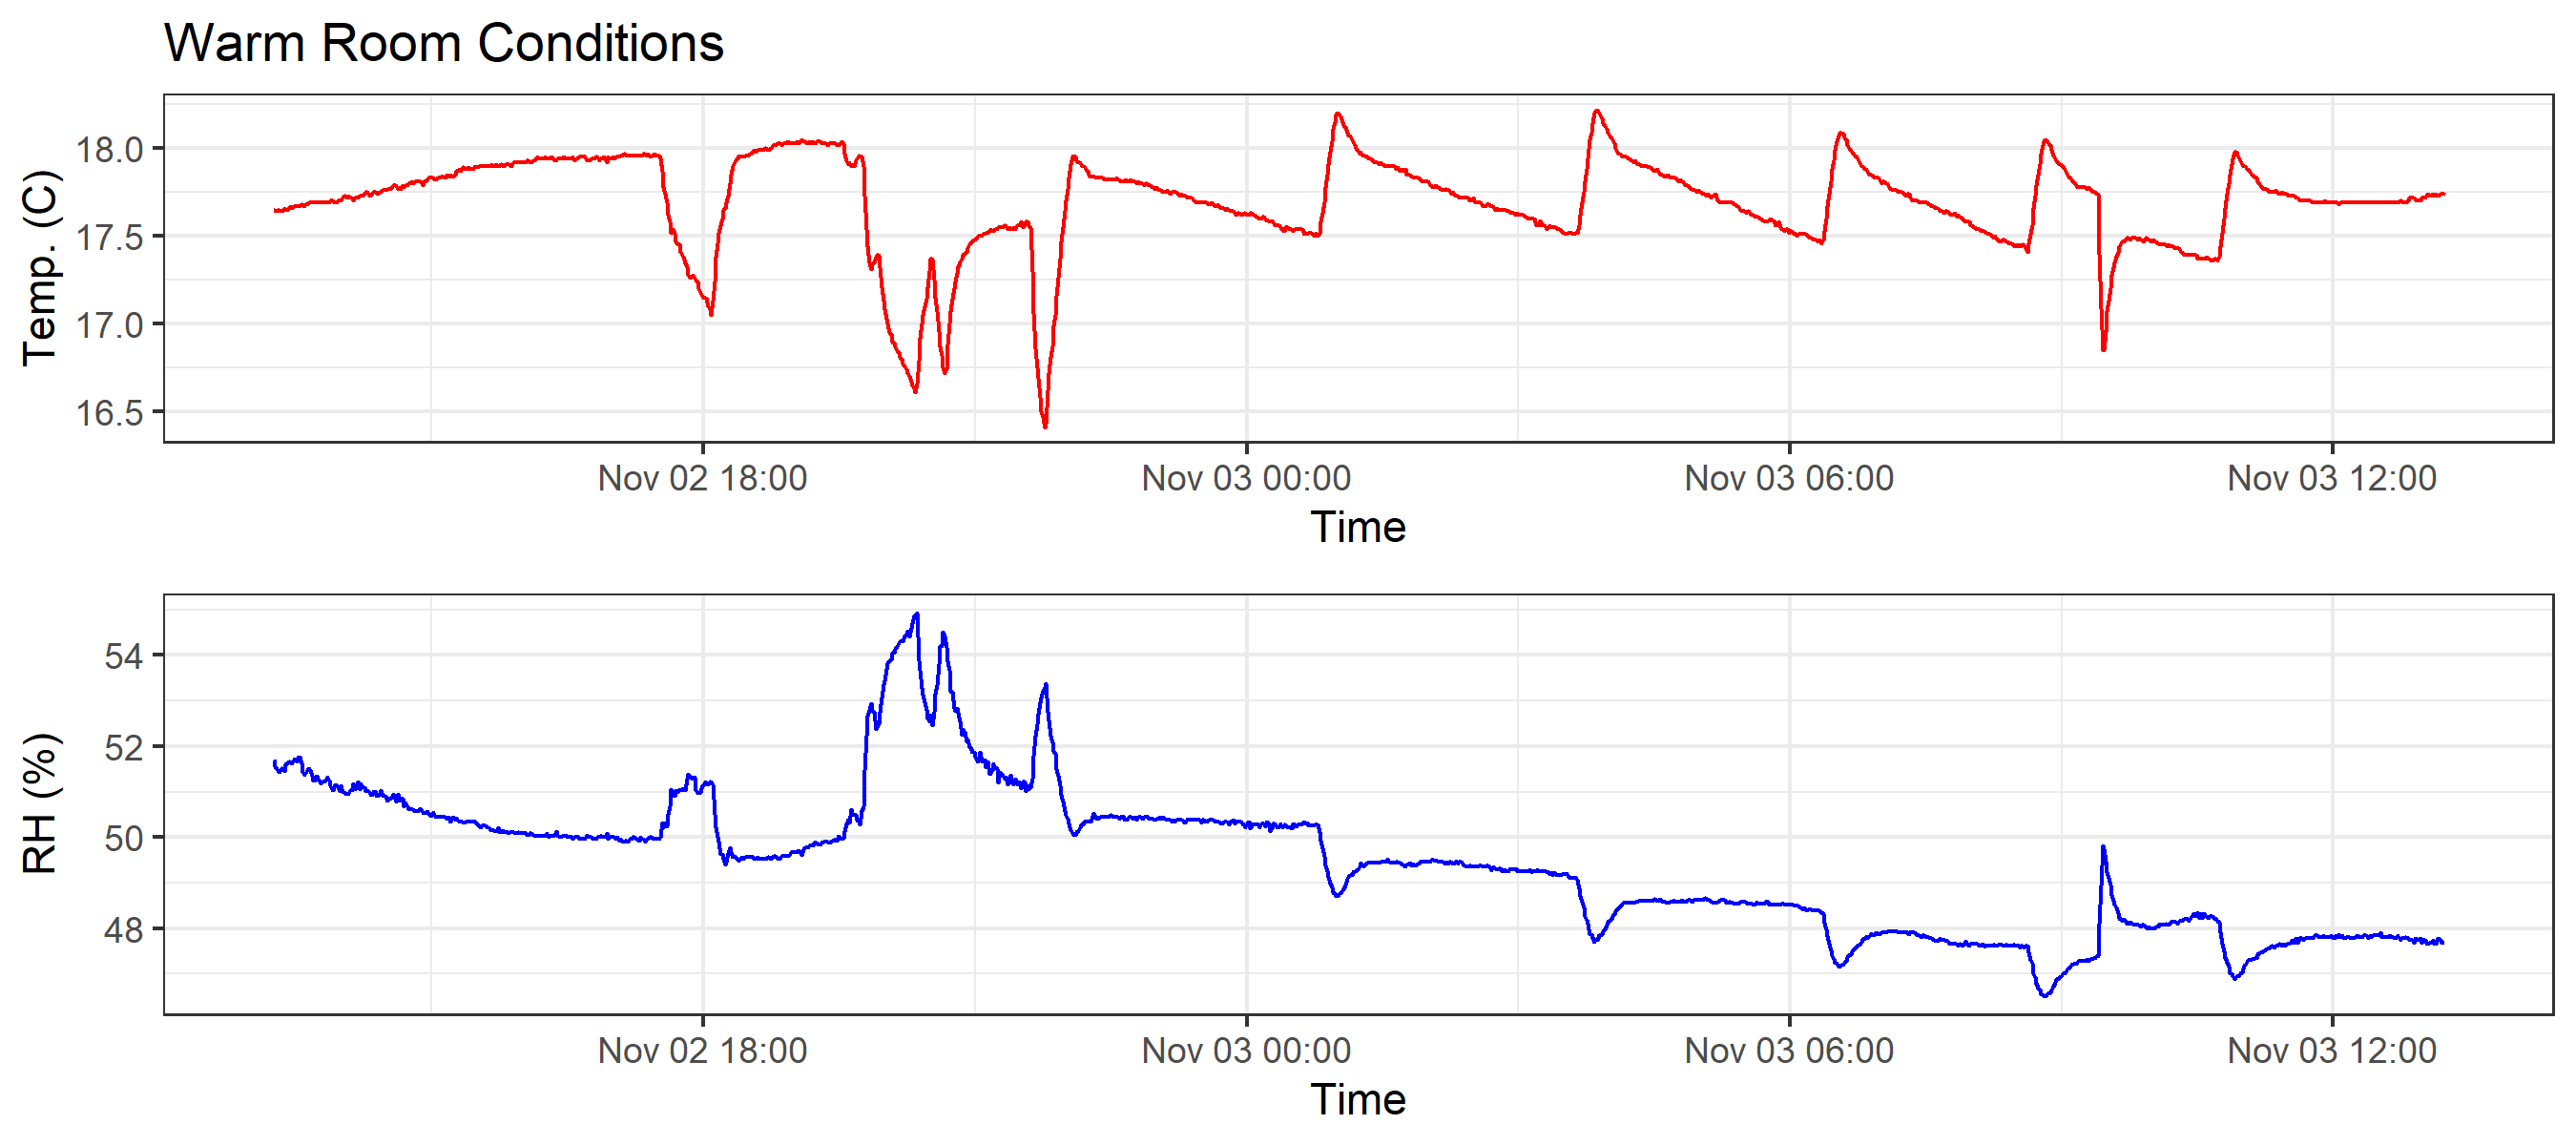 Warm Room Conditions
Temp. (C)
18.0
17.5
17.0
16.5
Nov 02 18:00 Nov 03 00:00 Nov 03 06:00 Nov 03 12:00
Time
RH (%)
54
52
50
48
Nov 02 18:00 Nov 03 00:00 Nov 03 06:00 Nov 03 12:00
Time